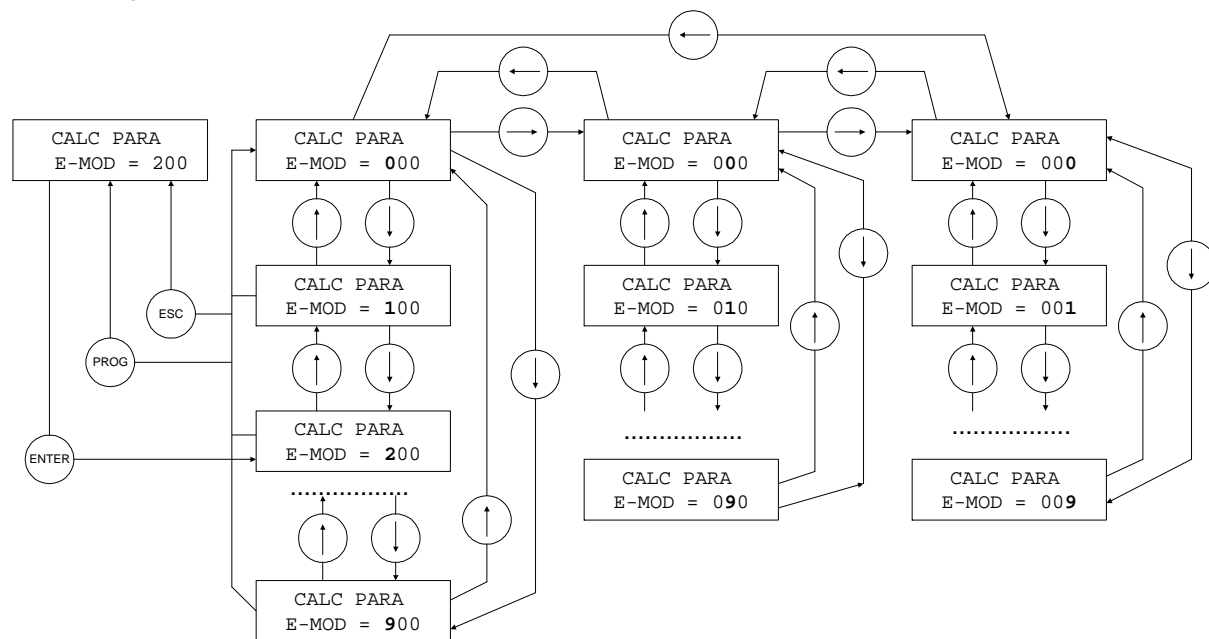 CALC PARA
E-MOD = 200
CALC PARA
E-MOD = 000
CALC PARA
E-MOD = 000
CALC PARA
E-MOD = 000
ESC
PROG
ENTER
CALC PARA
E-MOD = 100
CALC PARA
E-MOD = 010
CALC PARA
E-MOD = 001
CALC PARA
E-MOD = 200
.................
CALC PARA
E-MOD = 900
.................
CALC PARA
E-MOD = 090
.................
CALC PARA
E-MOD = 009